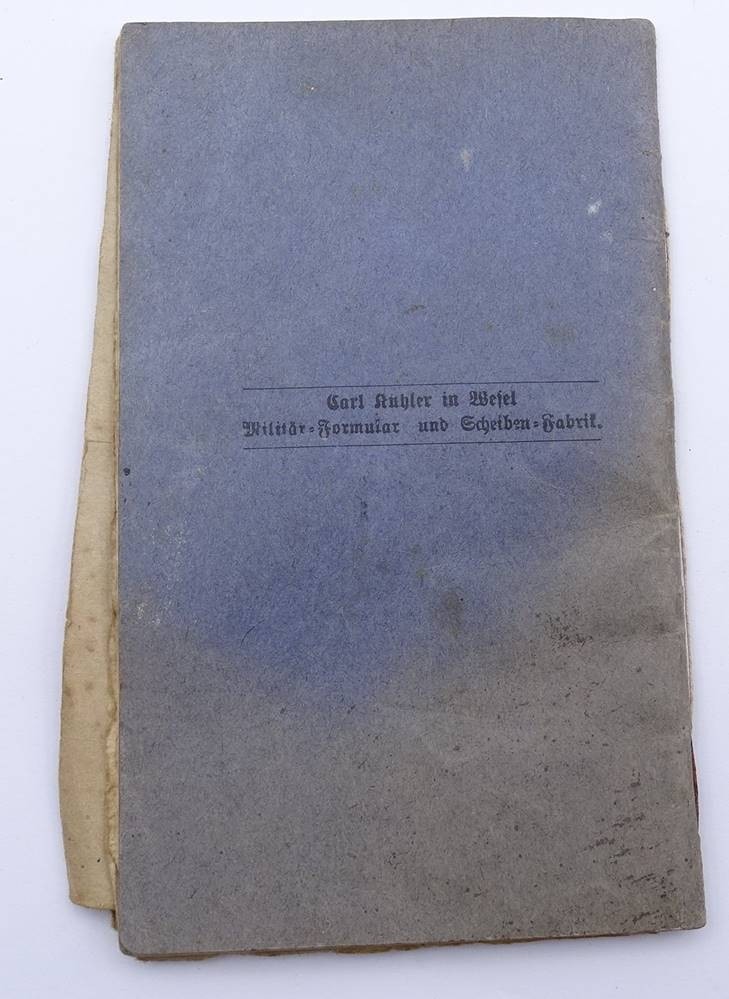 Carl Kühler in Wesel
Militär-Formular und Scheiben-Fabrik.